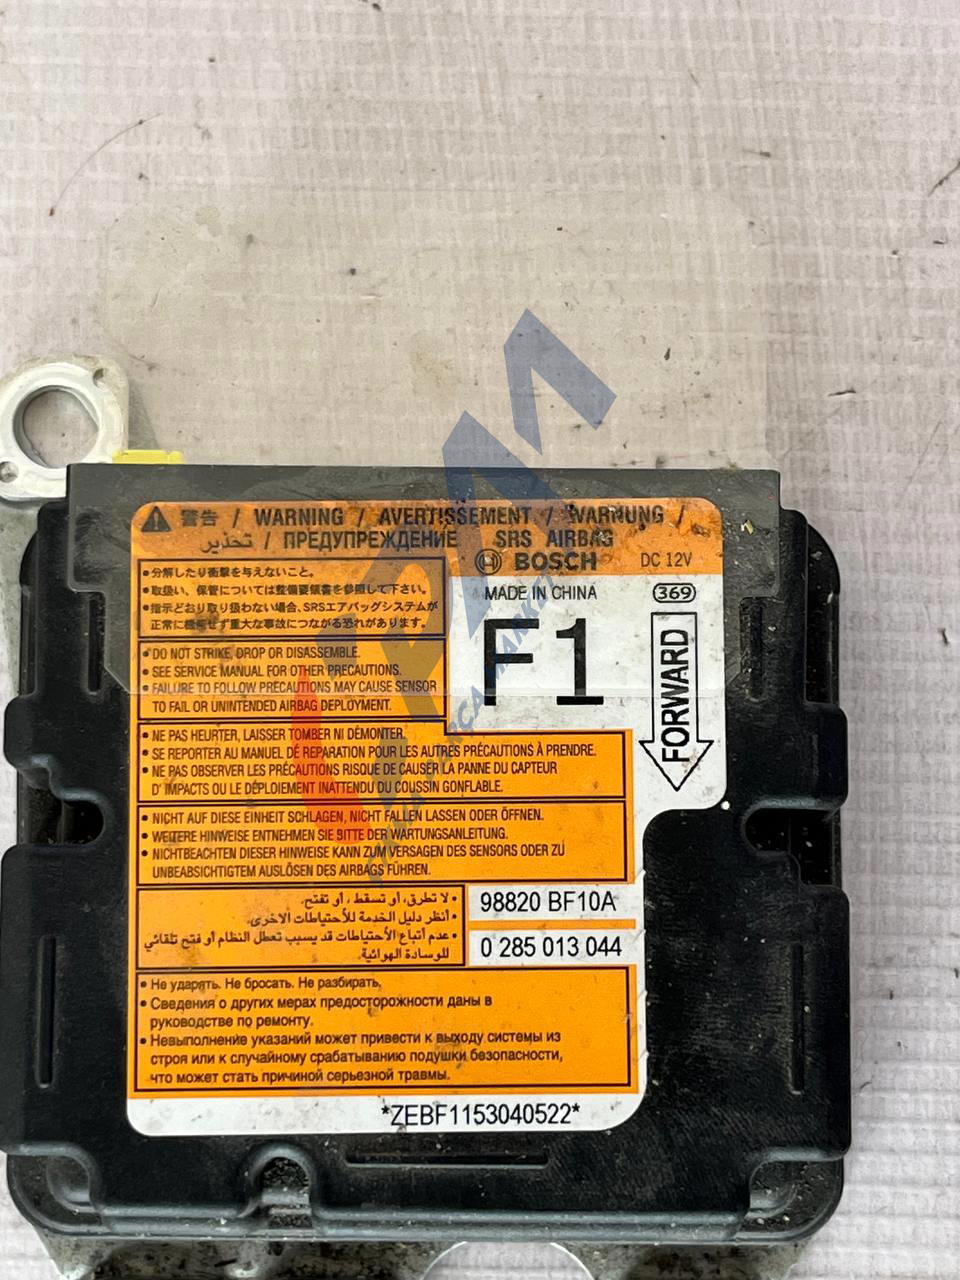 ⚠ 警告 / WARNING / AVERTISSEMENT / WARNUNG /
تحذير / ПРЕДУПРЕЖДЕНИЕ SRS AIRBAG
BOSCH DC 12V
MADE IN CHINA 369
F1
FORWARD
•分解したり衝撃を与えないこと。
•取扱い、保管については整備要領書を参照して下さい。
•指示どおり取り扱わない場合、SRSエアバッグシステムが
正常に機能せず重大な事故につながる恐れがあります。
• DO NOT STRIKE, DROP OR DISASSEMBLE.
• SEE SERVICE MANUAL FOR OTHER PRECAUTIONS.
• FAILURE TO FOLLOW PRECAUTIONS MAY CAUSE SENSOR
TO FAIL OR UNINTENDED AIRBAG DEPLOYMENT.
• NE PAS HEURTER, LAISSER TOMBER NI DÉMONTER.
• SE REPORTER AU MANUEL DE RÉPARATION POUR LES AUTRES PRÉCAUTIONS À PRENDRE.
• NE PAS OBSERVER LES PRÉCAUTIONS RISQUE DE CAUSER LA PANNE DU CAPTEUR
D' IMPACTS OU LE DÉPLOIEMENT INATTENDU DU COUSSIN GONFLABLE.
• NICHT AUF DIESE EINHEIT SCHLAGEN, NICHT FALLEN LASSEN ODER ÖFFNEN.
• WEITERE HINWEISE ENTNEHMEN SIE BITTE DER WARTUNGSANLEITUNG.
• NICHTBEACHTEN DIESER HINWEISE KANN ZUM VERSAGEN DES SENSORS ODER ZU
UNBEABSICHTIGTEM AUSLÖSEN DES AIRBAGS FÜHREN.
• لا تطرق، أو تسقط، أو تفتح.
• أنظر دليل الخدمة للأحتياطات الأخرى.
• عدم أتباع الأحتياطات قد يسبب تعطل النظام أو فتح تلقائي
للوسادة الهوائية.
98820 BF10A
0 285 013 044
• Не ударять. Не бросать. Не разбирать.
• Сведения о других мерах предосторожности даны в
руководстве по ремонту.
• Невыполнение указаний может привести к выходу системы из
строя или к случайному срабатыванию подушки безопасности,
что может стать причиной серьезной травмы.
*ZEBF1153040522*